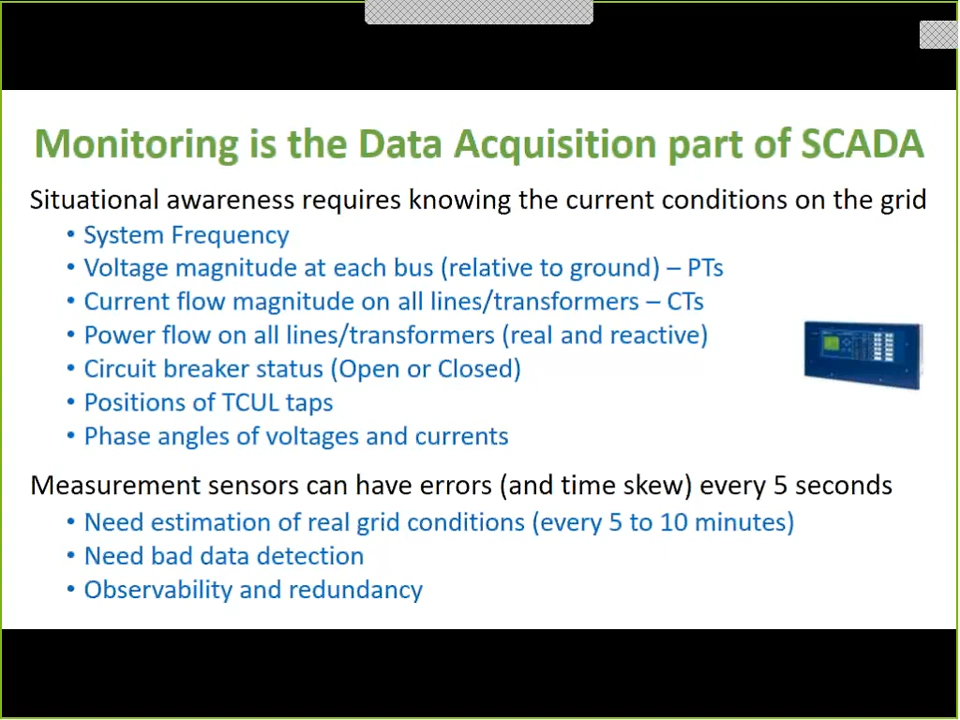 Monitoring is the Data Acquisition part of SCADA
Situational awareness requires knowing the current conditions on the grid
• System Frequency
• Voltage magnitude at each bus (relative to ground) – PTs
• Current flow magnitude on all lines/transformers – CTs
• Power flow on all lines/transformers (real and reactive)
• Circuit breaker status (Open or Closed)
• Positions of TCUL taps
• Phase angles of voltages and currents
Measurement sensors can have errors (and time skew) every 5 seconds
• Need estimation of real grid conditions (every 5 to 10 minutes)
• Need bad data detection
• Observability and redundancy